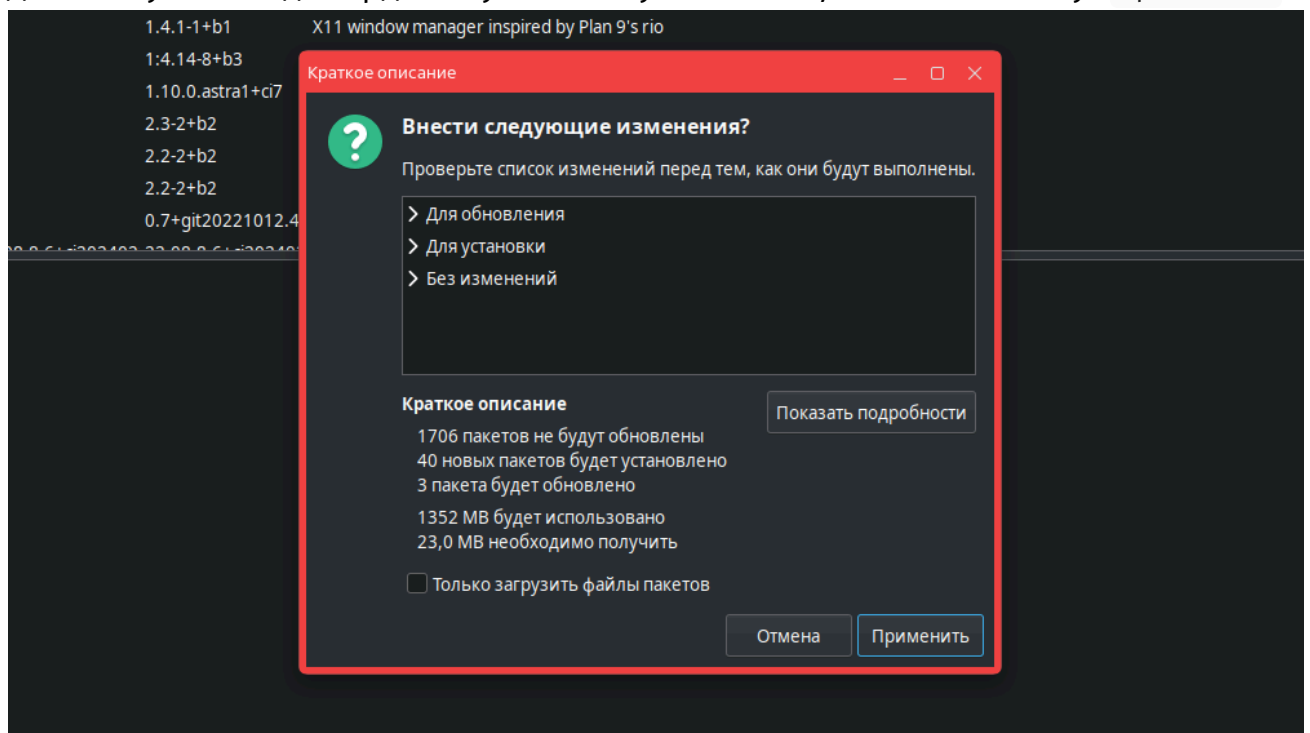 1.4.1-1+b1 X11 window manager inspired by Plan 9's rio
1:4.14-8+b3
1.10.0.astra1+ci7
2.3-2+b2
2.2-2+b2
2.2-2+b2
0.7+git20221012.4
Краткое описание
Внести следующие изменения?
Проверьте список изменений перед тем, как они будут выполнены.
Для обновления
Для установки
Без изменений
Краткое описание
Показать подробности
1706 пакетов не будут обновлены
40 новых пакетов будет установлено
3 пакета будет обновлено
1352 MB будет использовано
23,0 MB необходимо получить
Только загрузить файлы пакетов
Отмена
Применить